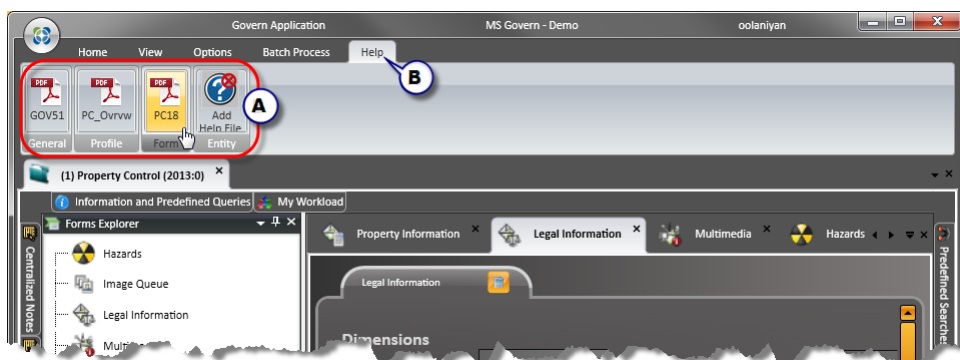 Govern Application MS Govern - Demo oolaniyan
Home View Options Batch Process Help
B
PDF PDF PDF
A
GOV51 PC_Ovrvw PC18 Add
Help File
General Profile Form Entity
(1) Property Control (2013:0)
Information and Predefined Queries My Workload
Forms Explorer
Property Information Legal Information Multimedia Hazards
Centralized Notes
Predefined Searches
Hazards
Image Queue
Legal Information
Legal Information
Dimensions